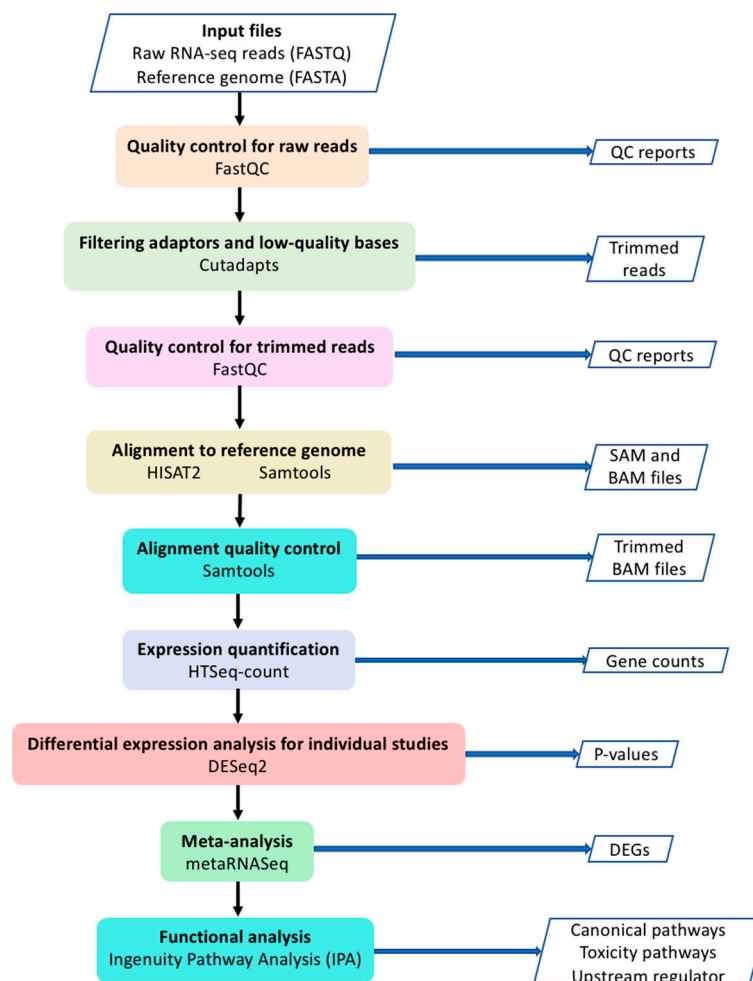 Input files
Raw RNA-seq reads (FASTQ)
Reference genome (FASTA)
Quality control for raw reads
FastQC
QC reports
Filtering adaptors and low-quality bases
Cutadapts
Trimmed
reads
Quality control for trimmed reads
FastQC
QC reports
Alignment to reference genome
HISAT2 Samtools
SAM and
BAM files
Alignment quality control
Samtools
Trimmed
BAM files
Expression quantification
HTSeq-count
Gene counts
Differential expression analysis for individual studies
DESeq2
P-values
Meta-analysis
metaRNASeq
DEGs
Functional analysis
Ingenuity Pathway Analysis (IPA)
Canonical pathways
Toxicity pathways
Upstream regulator